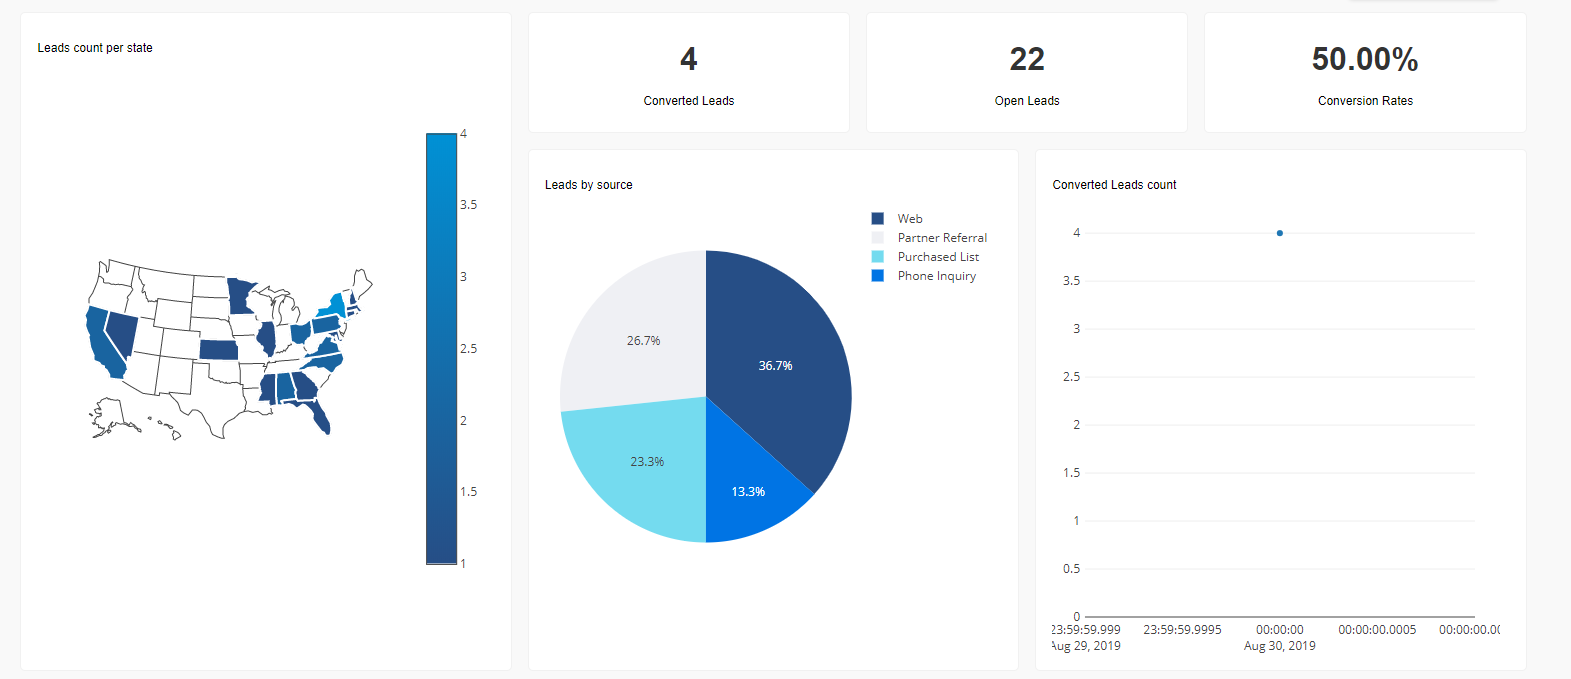 Leads count per state
4
3.5
3
2.5
2
1.5
1
4
Converted Leads
22
Open Leads
50.00%
Conversion Rates
Leads by source
Web
Partner Referral
Purchased List
Phone Inquiry
26.7%
36.7%
23.3%
13.3%
Converted Leads count
4
3.5
3
2.5
2
1.5
1
0.5
0
23:59:59.999 23:59:59.9995 00:00:00 00:00:00.0005 00:00:00.00
Aug 29, 2019 Aug 30, 2019